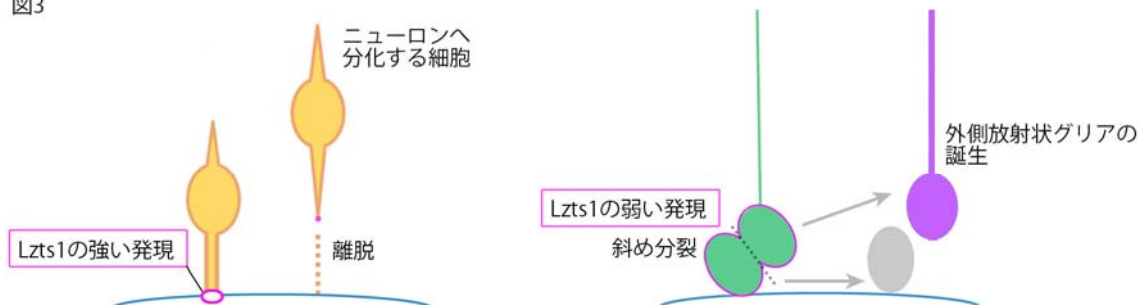 図3
ニューロンへ
分化する細胞
Lzts1の強い発現
離脱
外側放射状グリアの
誕生
Lzts1の弱い発現
斜め分裂